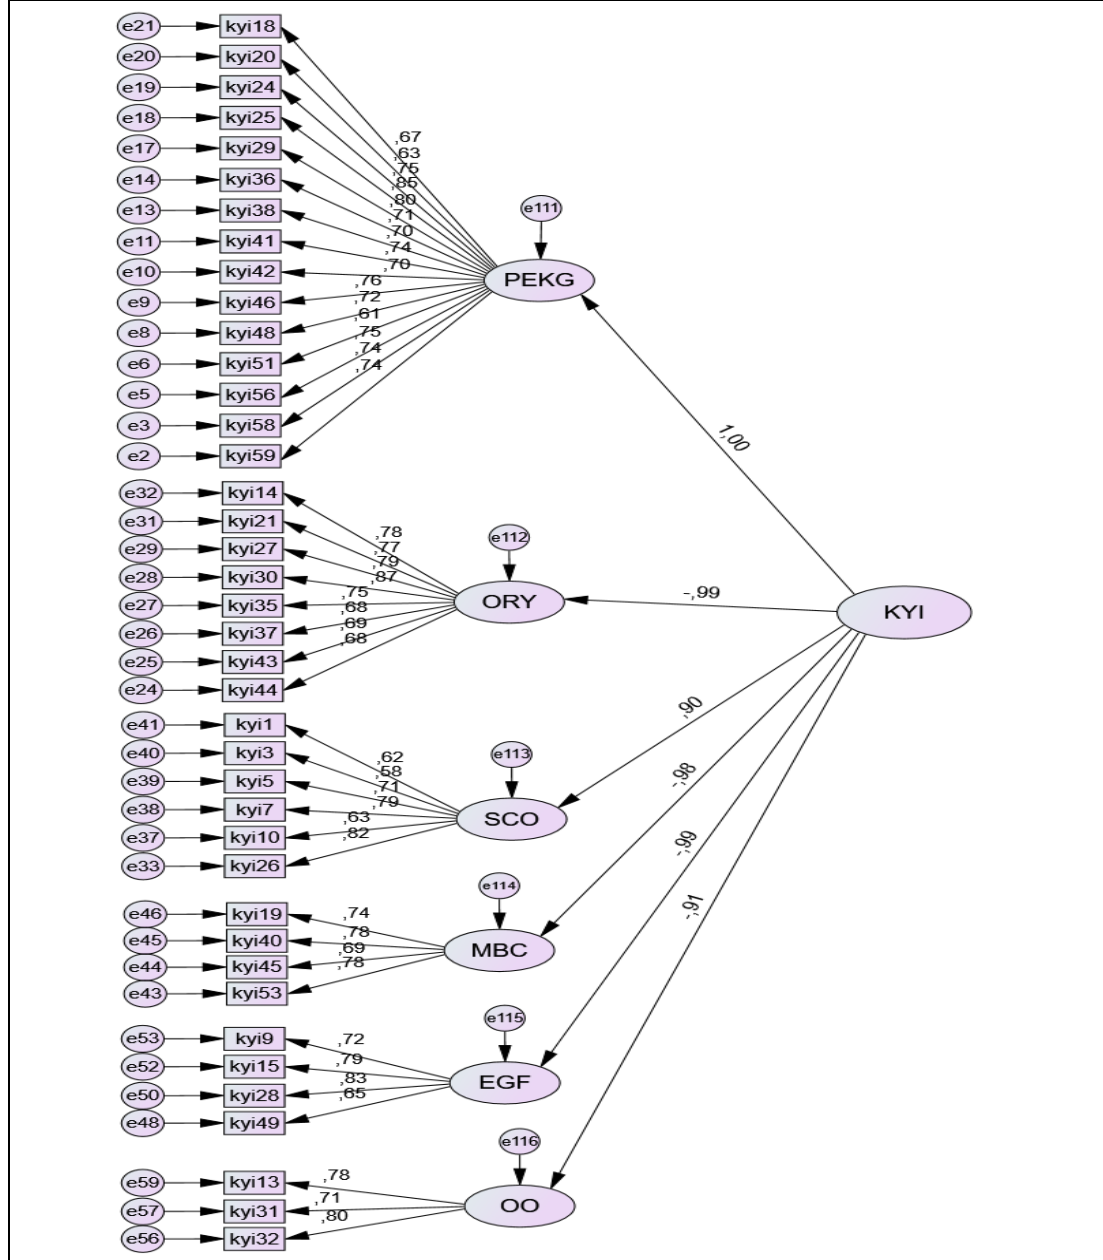 e21 kyi18
e20 kyi20
e19 kyi24
e18 kyi25
e17 kyi29
e14 kyi36
e13 kyi38
e11 kyi41
e10 kyi42
e9 kyi46
e8 kyi48
e6 kyi51
e5 kyi56
e3 kyi58
e2 kyi59
,67
,63
,75
,85
,80
,71
,70
,74
,70
,76
,72
,61
,75
,74
,74
e111
PEKG
1,00
e32 kyi14
e31 kyi21
e29 kyi27
e28 kyi30
e27 kyi35
e26 kyi37
e25 kyi43
e24 kyi44
,78
,77
,79
,87
,75
,68
,69
,68
e112
ORY
-,99
KYI
e41 kyi1
e40 kyi3
e39 kyi5
e38 kyi7
e37 kyi10
e33 kyi26
,62
,58
,71
,79
,63
,82
e113
SCO
,90
e46 kyi19
e45 kyi40
e44 kyi45
e43 kyi53
,74
,78
,69
,78
e114
MBC
-,98
e53 kyi9
e52 kyi15
e50 kyi28
e48 kyi49
,72
,79
,83
,65
e115
EGF
-,99
e59 kyi13
e57 kyi31
e56 kyi32
,78
,71
,80
e116
OO
-,91